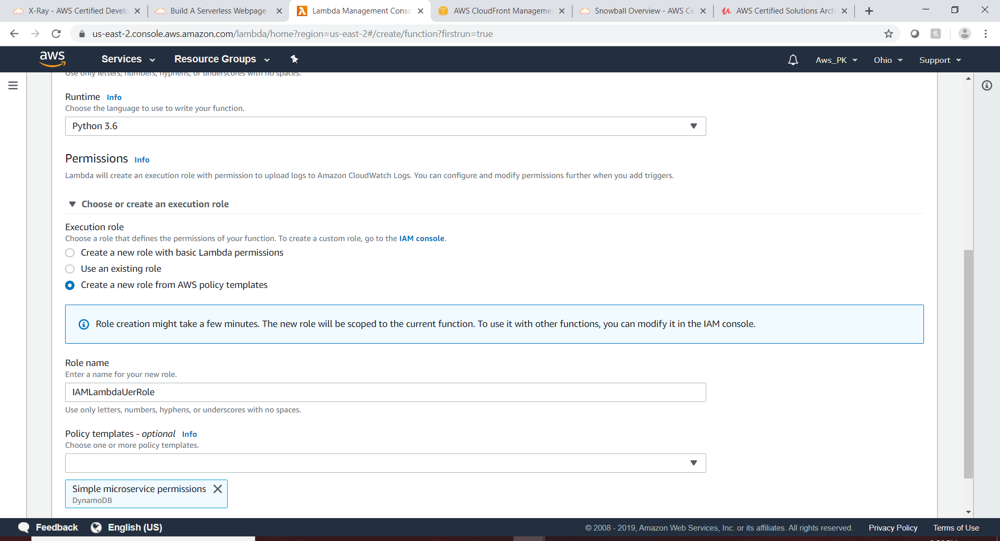 X-Ray - AWS Certified Develo
Build A Serverless Webpage -
Lambda Management Conso
AWS CloudFront Manageme
Snowball Overview - AWS Ce
AWS Certified Solutions Arch
us-east-2.console.aws.amazon.com/lambda/home?region=us-east-2#/create/function?firstrun=true
aws
Services
Resource Groups
Aws_PK
Ohio
Support
Use only letters, numbers, hyphens, or underscores with no spaces.
Runtime Info
Choose the language to use to write your function.
Python 3.6
Permissions Info
Lambda will create an execution role with permission to upload logs to Amazon CloudWatch Logs. You can configure and modify permissions further when you add triggers.
Choose or create an execution role
Execution role
Choose a role that defines the permissions of your function. To create a custom role, go to the IAM console.
Create a new role with basic Lambda permissions
Use an existing role
Create a new role from AWS policy templates
Role creation might take a few minutes. The new role will be scoped to the current function. To use it with other functions, you can modify it in the IAM console.
Role name
Enter a name for your new role.
IAMLambdaUerRole
Use only letters, numbers, hyphens, or underscores with no spaces.
Policy templates - optional Info
Choose one or more policy templates.
Simple microservice permissions
DynamoDB
Feedback
English (US)
© 2008 - 2019, Amazon Web Services, Inc. or its affiliates. All rights reserved.
Privacy Policy
Terms of Use